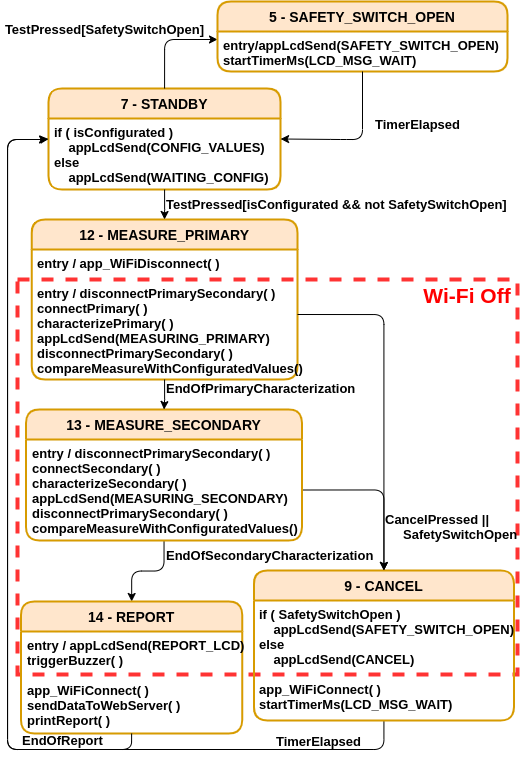 TestPressed[SafetySwitchOpen]
5 - SAFETY_SWITCH_OPEN
entry/appLcdSend(SAFETY_SWITCH_OPEN)
startTimerMs(LCD_MSG_WAIT)
TimerElapsed
7 - STANDBY
if ( isConfigurated )
appLcdSend(CONFIG_VALUES)
else
appLcdSend(WAITING_CONFIG)
TestPressed[isConfigurated && not SafetySwitchOpen]
12 - MEASURE_PRIMARY
entry / app_WiFiDisconnect( )
Wi-Fi Off
entry / disconnectPrimarySecondary( )
connectPrimary( )
characterizePrimary( )
appLcdSend(MEASURING_PRIMARY)
disconnectPrimarySecondary( )
compareMeasureWithConfiguratedValues()
EndOfPrimaryCharacterization
13 - MEASURE_SECONDARY
entry / disconnectPrimarySecondary( )
connectSecondary( )
characterizeSecondary( )
appLcdSend(MEASURING_SECONDARY)
disconnectPrimarySecondary( )
compareMeasureWithConfiguratedValues()
CancelPressed ||
SafetySwitchOpen
EndOfSecondaryCharacterization
14 - REPORT
entry / appLcdSend(REPORT_LCD)
triggerBuzzer( )
app_WiFiConnect( )
sendDataToWebServer( )
printReport( )
EndOfReport
9 - CANCEL
if ( SafetySwitchOpen )
appLcdSend(SAFETY_SWITCH_OPEN)
else
appLcdSend(CANCEL)
app_WiFiConnect( )
startTimerMs(LCD_MSG_WAIT)
TimerElapsed